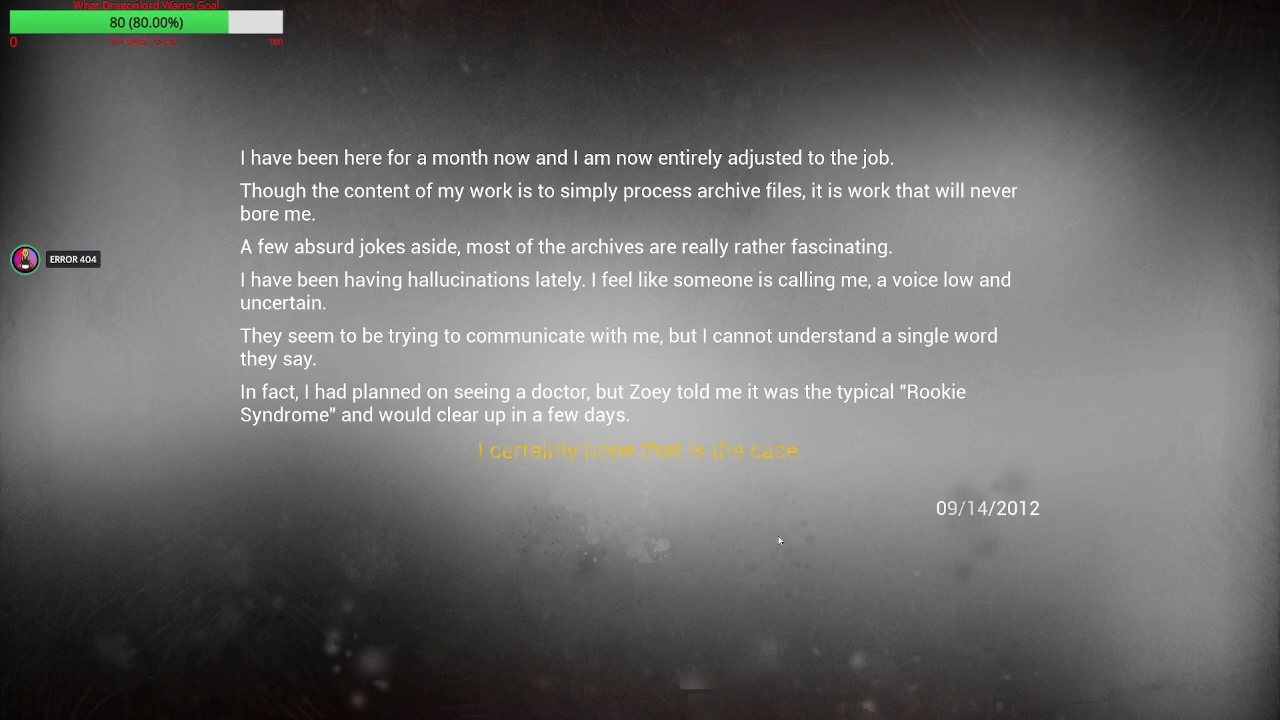 What Dragonlord Wants Goal
80 (80.00%)
0
100
I have been here for a month now and I am now entirely adjusted to the job.
Though the content of my work is to simply process archive files, it is work that will never
bore me.
A few absurd jokes aside, most of the archives are really rather fascinating.
ERROR 404
I have been having hallucinations lately. I feel like someone is calling me, a voice low and
uncertain.
They seem to be trying to communicate with me, but I cannot understand a single word
they say.
In fact, I had planned on seeing a doctor, but Zoey told me it was the typical "Rookie
Syndrome" and would clear up in a few days.
I certainly hope that is the case.
09/14/2012